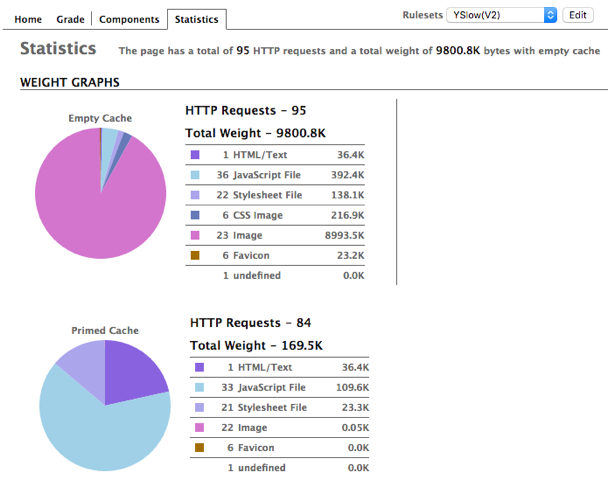 Home Grade Components Statistics Rulesets YSlow(V2) Edit
Statistics The page has a total of 95 HTTP requests and a total weight of 9800.8K bytes with empty cache
WEIGHT GRAPHS
Empty Cache
HTTP Requests - 95
Total Weight - 9800.8K
1 HTML/Text 36.4K
36 JavaScript File 392.4K
22 Stylesheet File 138.1K
6 CSS Image 216.9K
23 Image 8993.5K
6 Favicon 23.2K
1 undefined 0.0K
Primed Cache
HTTP Requests - 84
Total Weight - 169.5K
1 HTML/Text 36.4K
33 JavaScript File 109.6K
21 Stylesheet File 23.3K
22 Image 0.05K
6 Favicon 0.0K
1 undefined 0.0K